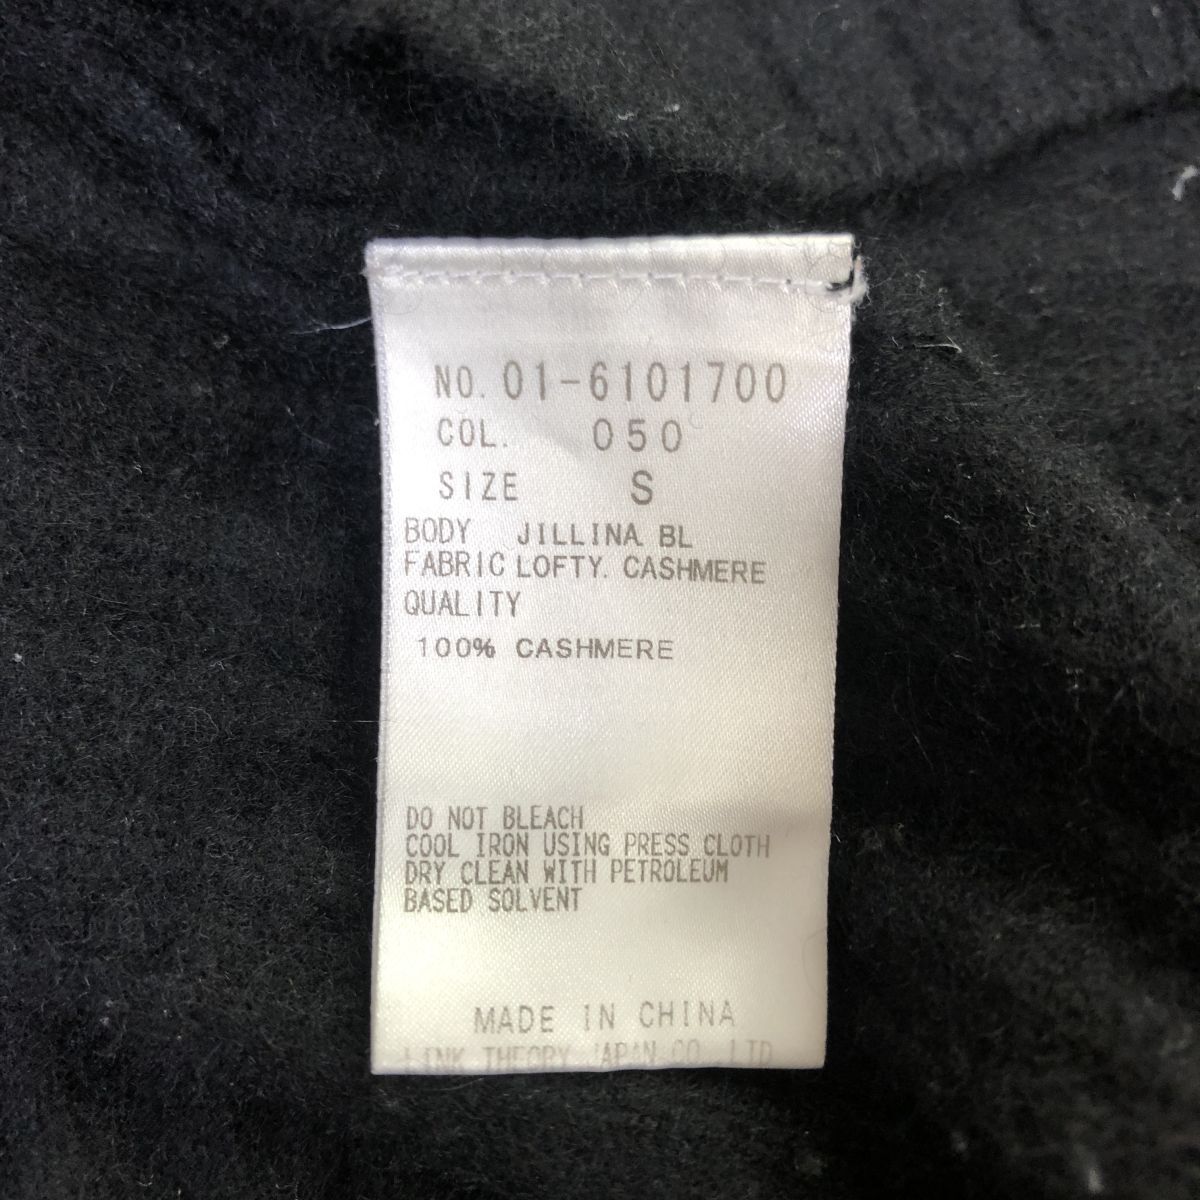 NO. 01-6101700
COL. 050
SIZE S
BODY JILLINA. BL
FABRIC LOFTY. CASHMERE
QUALITY
100% CASHMERE
DO NOT BLEACH
COOL IRON USING PRESS CLOTH
DRY CLEAN WITH PETROLEUM
BASED SOLVENT
MADE IN CHINA
LINK THEORY JAPAN CO. LTD